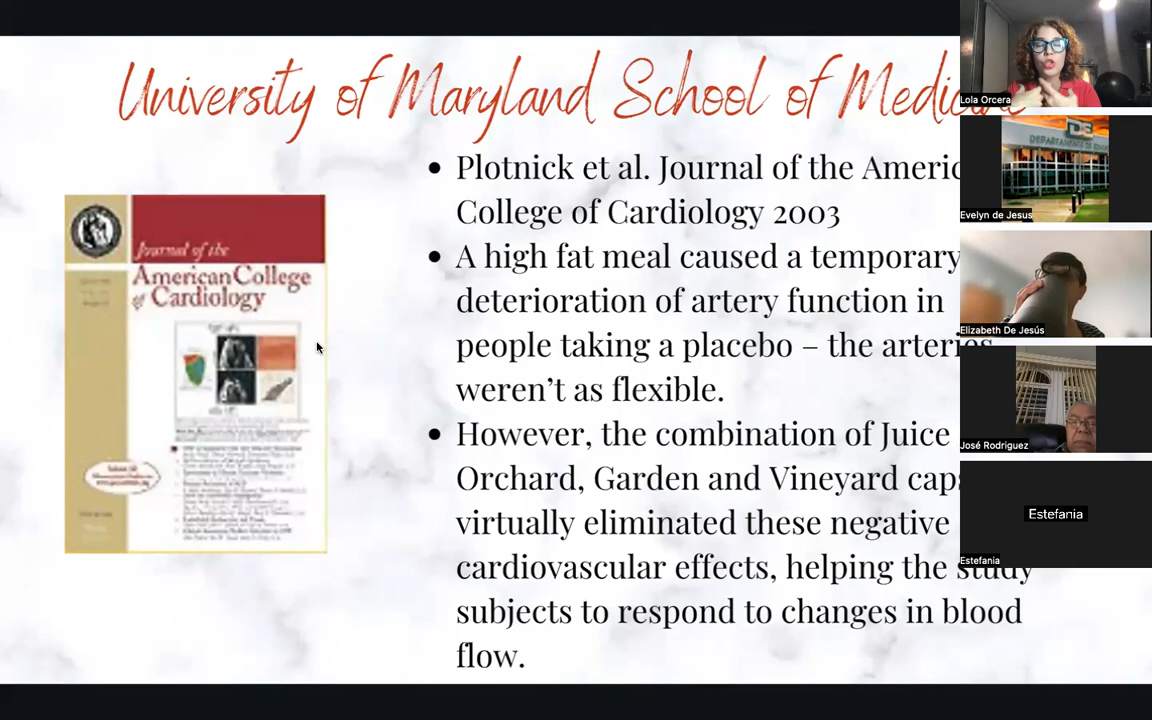 University of Maryland School of Medicine
Plotnick et al. Journal of the Americ
College of Cardiology 2003
A high fat meal caused a temporary
deterioration of artery function in
people taking a placebo – the arteries
weren't as flexible.
However, the combination of Juice
Orchard, Garden and Vineyard caps
virtually eliminated these negative
cardiovascular effects, helping the study
subjects to respond to changes in blood
flow.
Journal of the
American College
of Cardiology
Lola Orcera
DE
Evelyn de Jesus
Elizabeth De Jesús
José Rodriguez
Estefania
Estefania